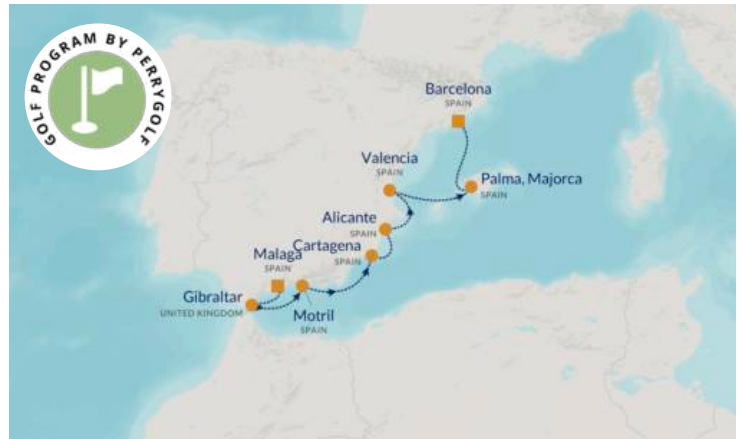 GOLF PROGRAM BY PERRYGOLF
Barcelona
SPAIN
Valencia
SPAIN
Palma, Majorca
SPAIN
Alicante
SPAIN
Cartagena
SPAIN
Malaga
SPAIN
Gibraltar
UNITED KINGDOM
Motril
SPAIN